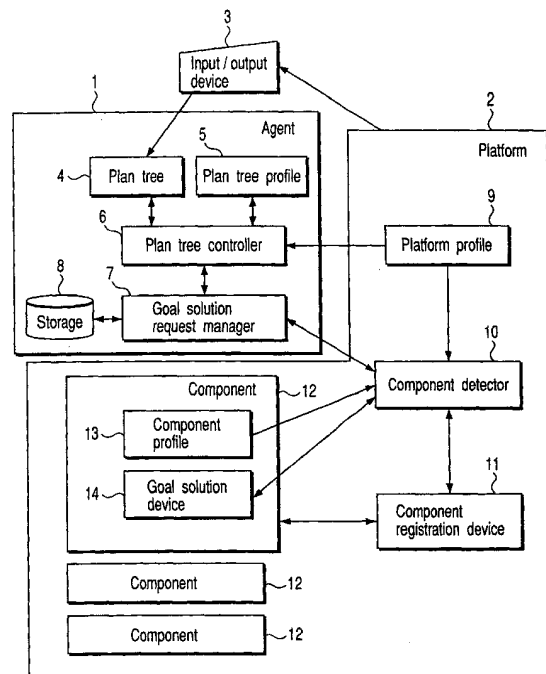 3
Input / output
device
1
2
Agent
Platform
5
4
Plan tree
Plan tree profile
9
6
Plan tree controller
Platform profile
8
7
Storage
Goal solution
request manager
10
Component detector
Component
12
13
Component
profile
14
Goal solution
device
11
Component
registration device
Component
12
Component
12